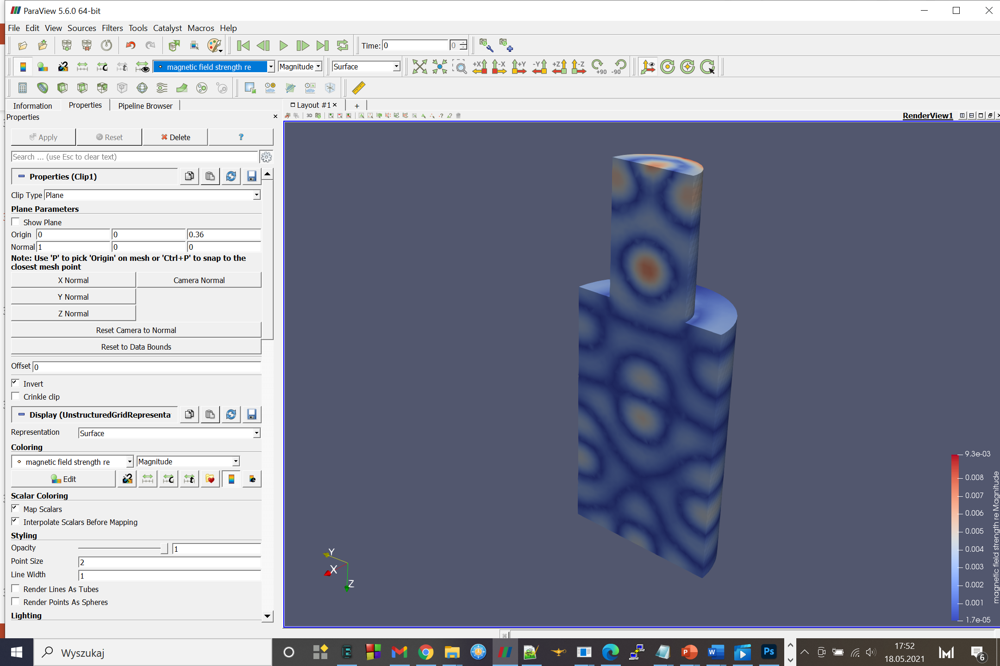 ParaView 5.6.0 64-bit
File Edit View Sources Filters Tools Catalyst Macros Help
Time: 0 0
magnetic field strength re Magnitude Surface +X -X +Y -Y +Z -Z +90 -90
Information Properties Pipeline Browser
Layout #1 +
Properties
3D
RenderView1
Apply Reset Delete ?
Search ... (use Esc to clear text)
Properties (Clip1)
Clip Type Plane
Plane Parameters
Show Plane
Origin 0 0 0.36
Normal 1 0 0
Note: Use 'P' to pick 'Origin' on mesh or 'Ctrl+P' to snap to the
closest mesh point
X Normal Camera Normal
Y Normal
Z Normal
Reset Camera to Normal
Reset to Data Bounds
Offset 0
Invert
Crinkle clip
Display (UnstructuredGridRepresenta
Representation Surface
Coloring
magnetic field strength re Magnitude
Edit
Scalar Coloring
Map Scalars
Interpolate Scalars Before Mapping
Styling
Opacity 1
Point Size 2
Line Width 1
Render Lines As Tubes
Render Points As Spheres
Lighting
Y
X
Z
9.3e-03
0.008
0.007
0.006
0.005
0.004
0.003
0.002
0.001
1.7e-05
magnetic field strength re Magnitude
Wyszukaj
Ps
17:52
18.05.2021
6